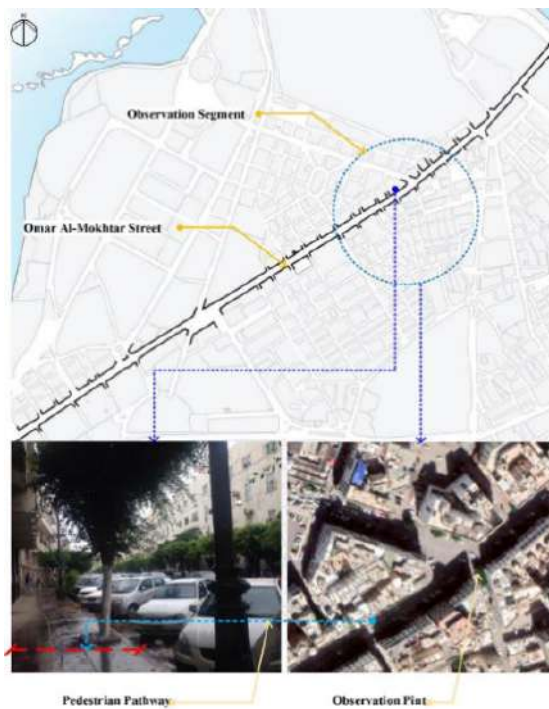 Observation Segment
Omar Al-Mokhtar Street
Pedestrian Pathway
Observation Pint